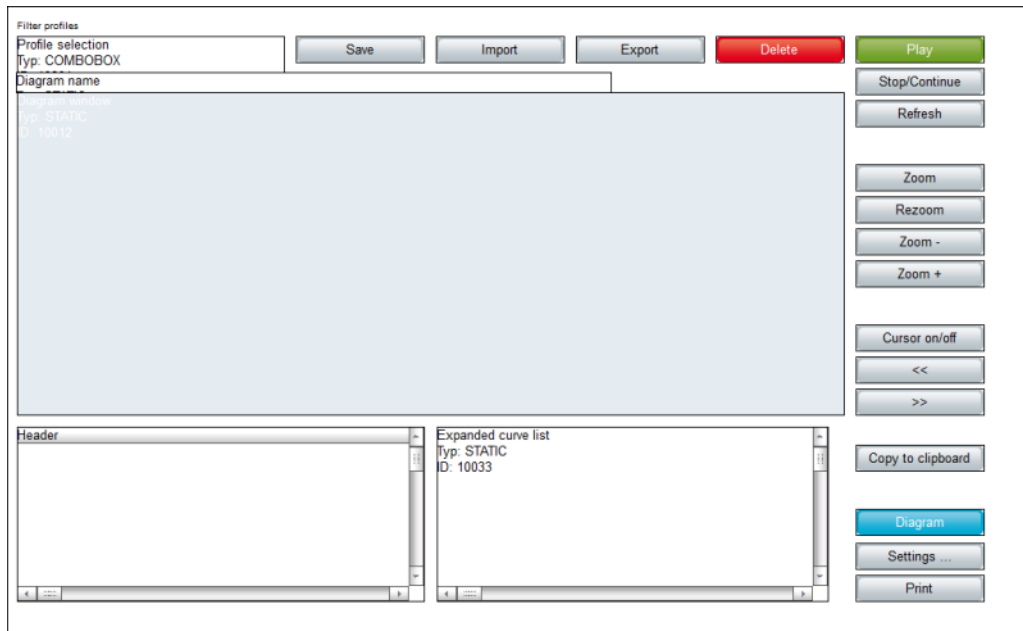 Filter profiles
Profile selection
Typ: COMBOBOX
Save
Import
Export
Delete
Play
Diagram name
Stop/Continue
Diagram window
Typ: STATIC
ID: 10012
Refresh
Zoom
Rezoom
Zoom -
Zoom +
Cursor on/off
<<
>>
Header
Expanded curve list
Typ: STATIC
ID: 10033
Copy to clipboard
Diagram
Settings ...
Print